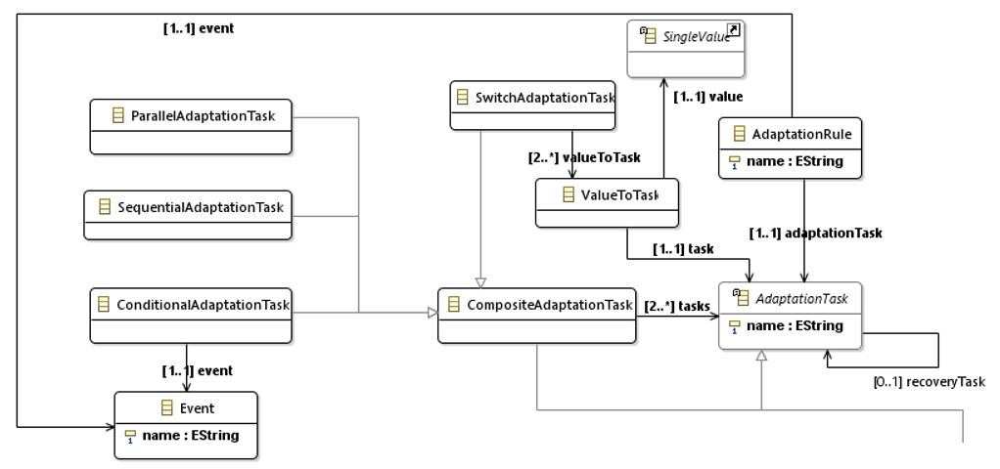 [1..1] event
SingleValue
SwitchAdaptationTask
[1..1] value
ParallelAdaptationTask
AdaptationRule
name : EString
[2..*] valueToTask
ValueToTask
SequentialAdaptationTask
[1..1] adaptationTask
[1..1] task
ConditionalAdaptationTask
CompositeAdaptationTask
[2..*] tasks
AdaptationTask
name : EString
[1..1] event
[0..1] recoveryTask
Event
name : EString